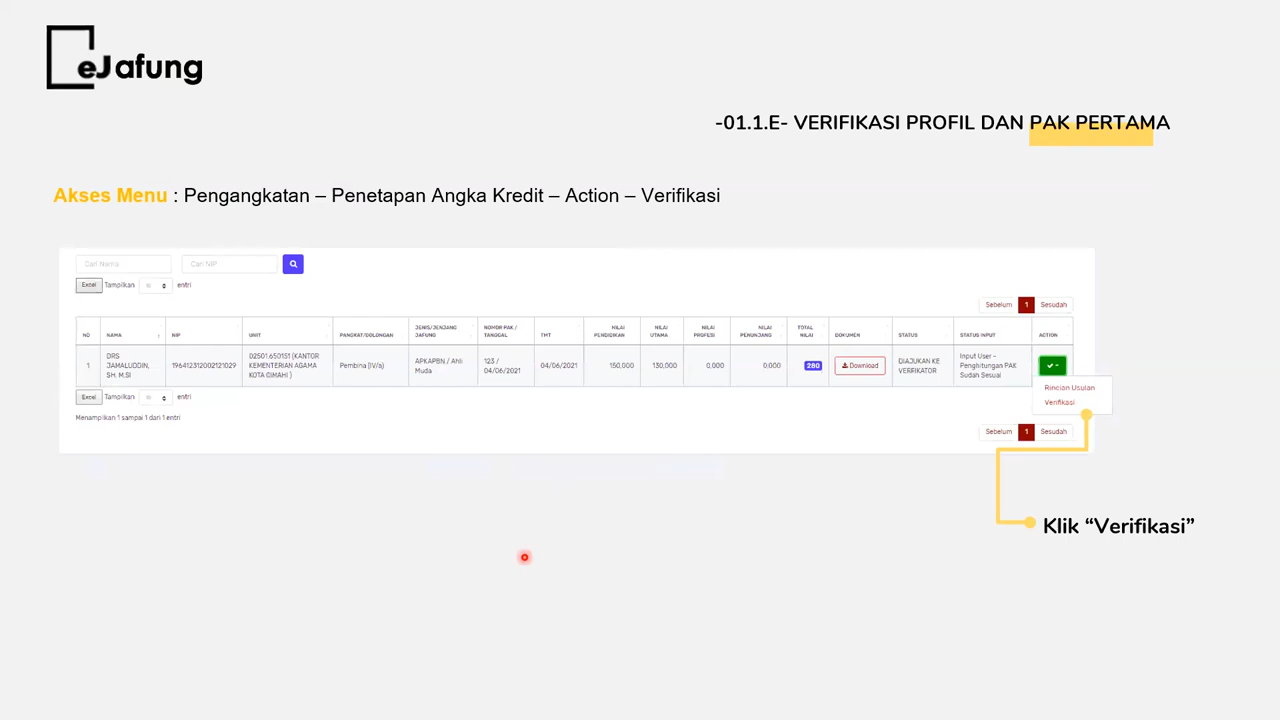 eJafung
-01.1.E- VERIFIKASI PROFIL DAN PAK PERTAMA
Akses Menu : Pengangkatan – Penetapan Angka Kredit – Action – Verifikasi
Cari Nama Cari NIP
Excel Tampilkan entri
Sebelum 1 Sesudah
NO NAMA NIP UNIT PANGKAT/GOLONGAN JENIS/JENJANG JAFUNG NOMOR PAK / TANGGAL TMT NILAI PENDIDIKAN NILAI UTAMA NILAI PROFESI NILAI PENUNJANG TOTAL NILAI DOKUMEN STATUS STATUS INPUT ACTION
1 DRS JAMALUDDIN, SH. M.SI 196412312002121029 D2501.650151 (KANTOR KEMENTERIAN AGAMA KOTA CIMAHI ) Pembina (IV/a) APKAPBN / Ahli Muda 123 / 04/06/2021 04/06/2021 150,000 130,000 0,000 0,000 280 Download DIAJUKAN KE VERIFIKATOR Input User - Penghitungan PAK Sudah Sesuai
Rincian Usulan
Verifikasi
Excel Tampilkan entri
Menampilkan 1 sampai 1 dari 1 entri
Sebelum 1 Sesudah
Klik “Verifikasi”